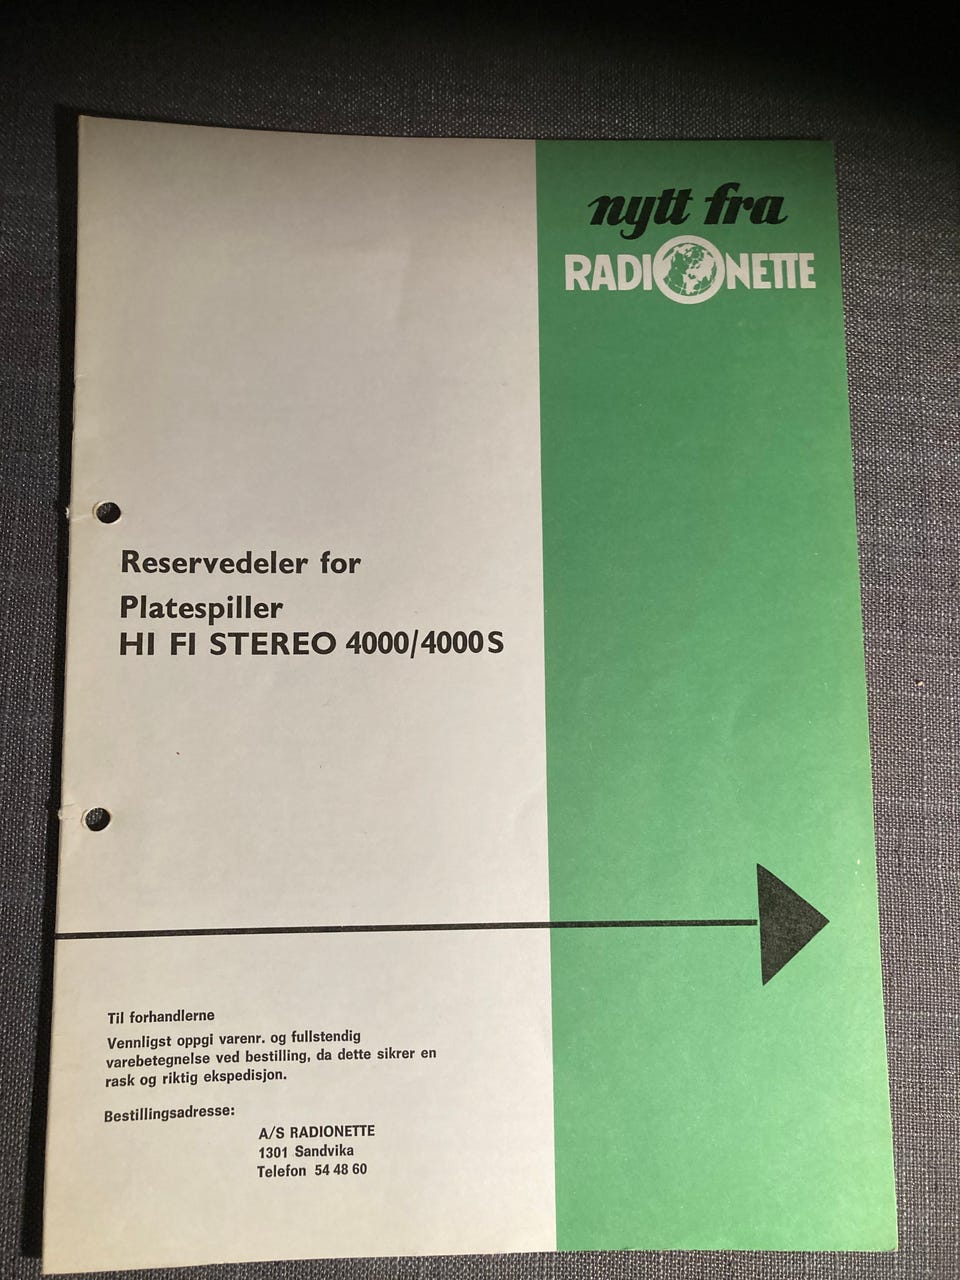 nytt fra
RADIONETTE
Reservedeler for
Platespiller
HI FI STEREO 4000/4000 S
Til forhandlerne
Vennligst oppgi varenr. og fullstendig
varebetegnelse ved bestilling, da dette sikrer en
rask og riktig ekspedisjon.
Bestillingsadresse:
A/S RADIONETTE
1301 Sandvika
Telefon 54 48 60